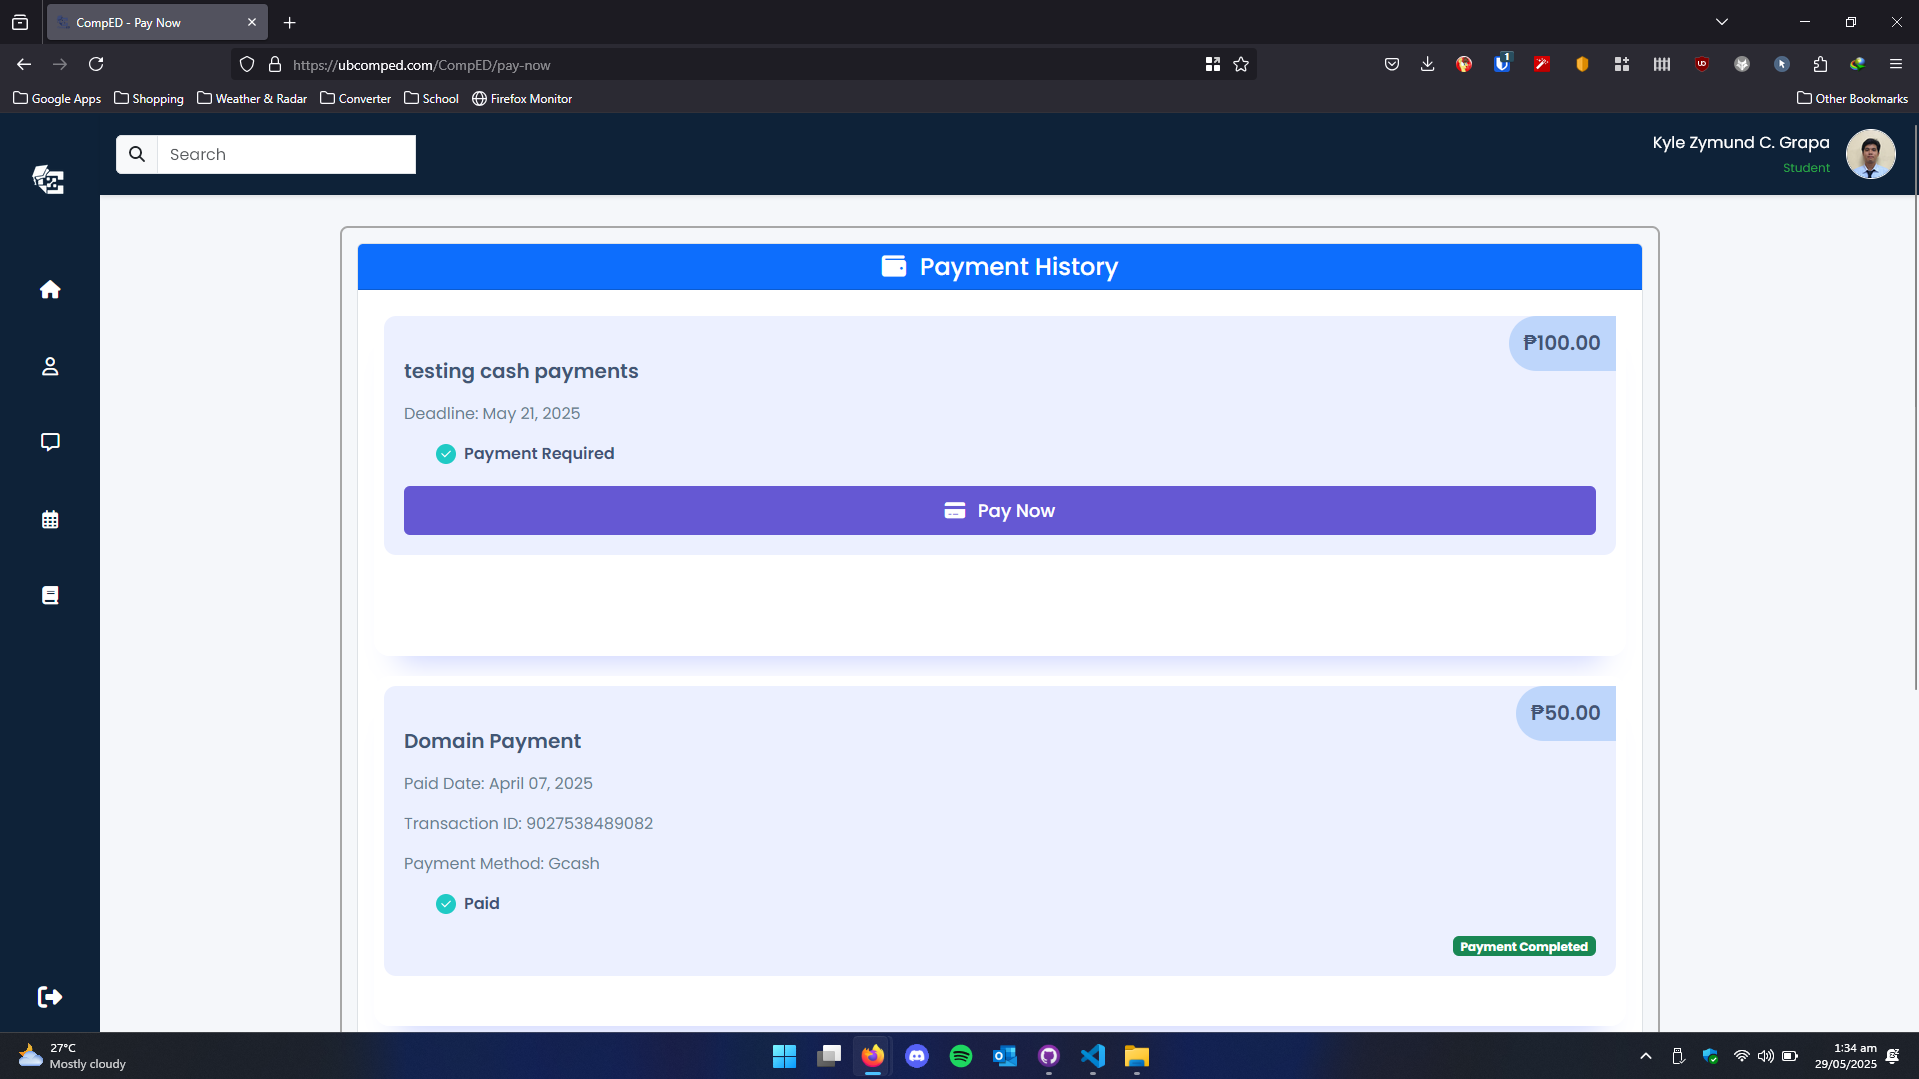 CompED - Pay Now
https://ubcomped.com/CompED/pay-now
1
Google Apps
Shopping
Weather & Radar
Converter
School
Firefox Monitor
Other Bookmarks
Search
Kyle Zymund C. Grapa
Student
Payment History
₱100.00
testing cash payments
Deadline: May 21, 2025
Payment Required
Pay Now
₱50.00
Domain Payment
Paid Date: April 07, 2025
Transaction ID: 9027538489082
Payment Method: Gcash
Paid
Payment Completed
27°C
Mostly cloudy
1:34 am
29/05/2025